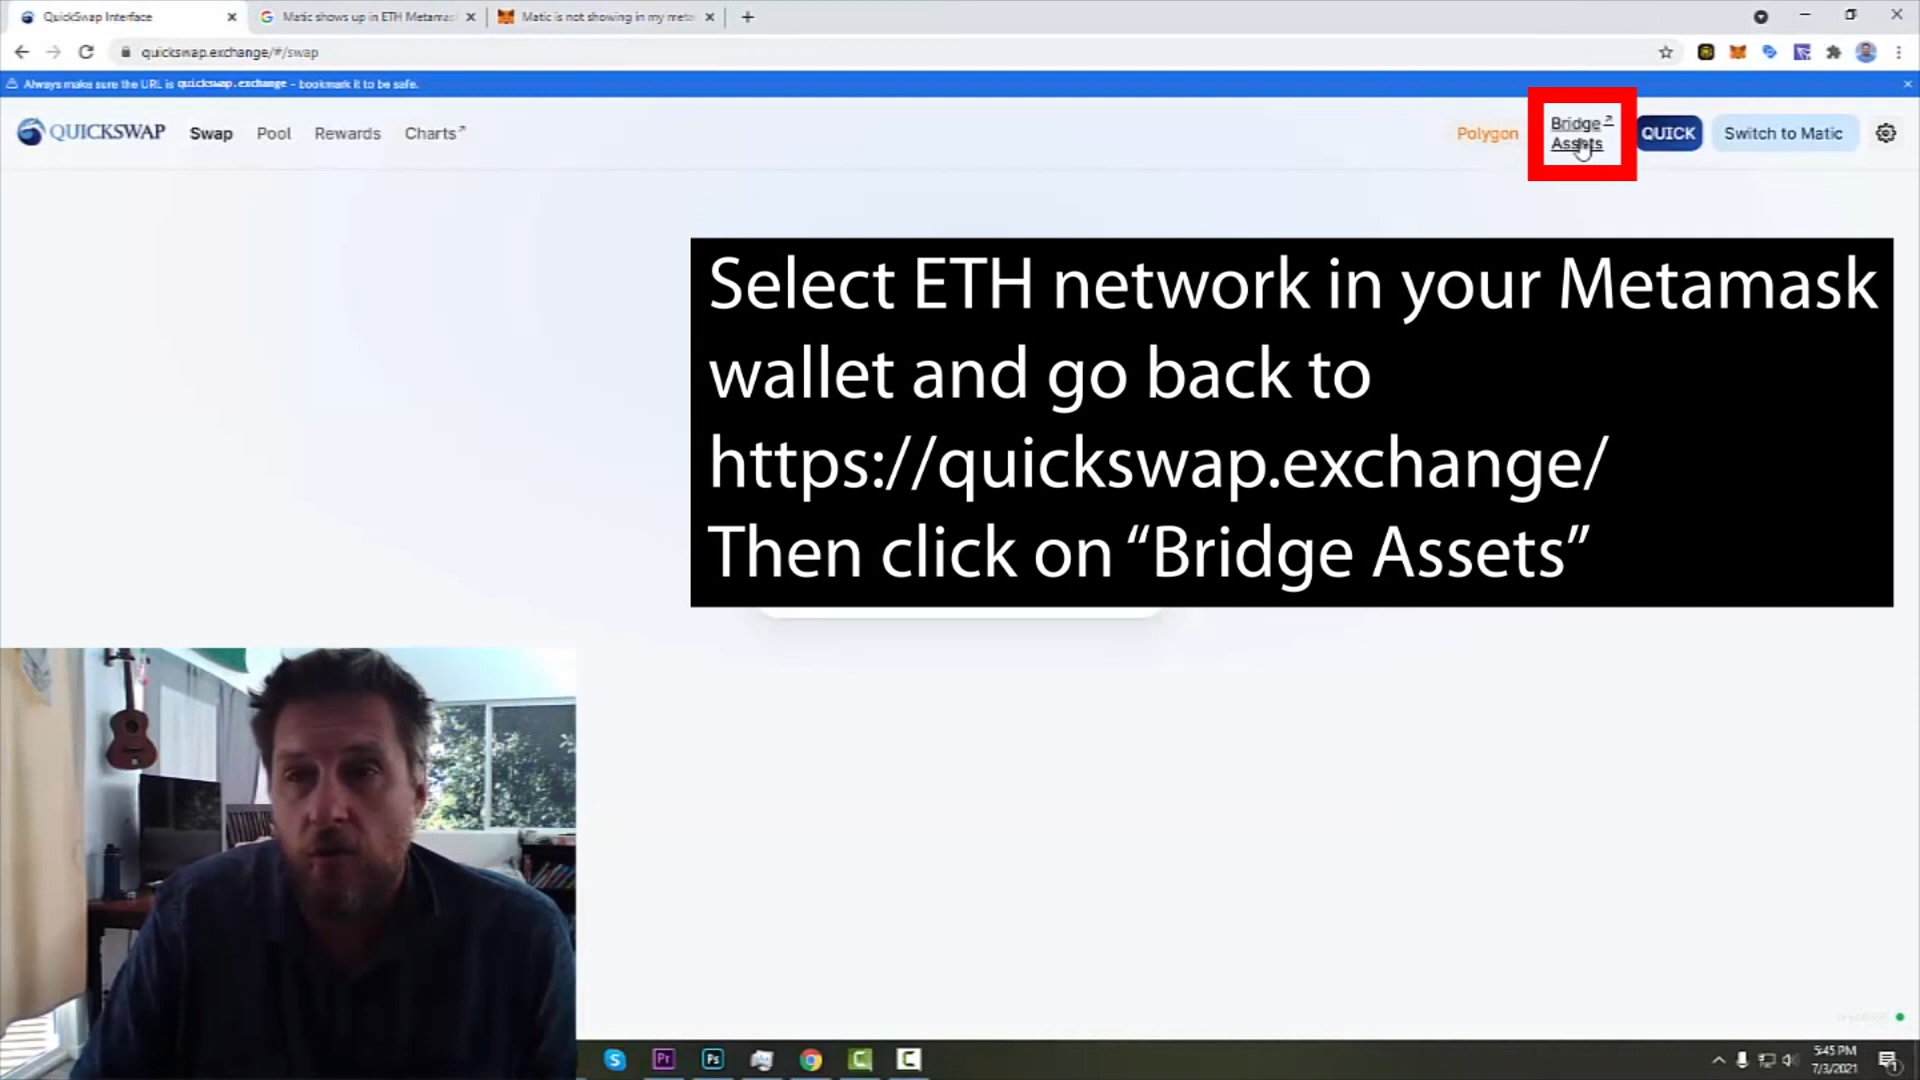 QuickSwap Interface
Matic shows up in ETH Metamas
Matic is not showing in my meta
quickswap.exchange/#/swap
Always make sure the URL is quickswap.exchange - bookmark it to be safe.
QUICKSWAP
Swap
Pool
Rewards
Charts
Polygon
Bridge
Assets
QUICK
Switch to Matic
Select ETH network in your Metamask
wallet and go back to
https://quickswap.exchange/
Then click on “Bridge Assets”
Pr
Ps
5:45 PM
7/3/2021